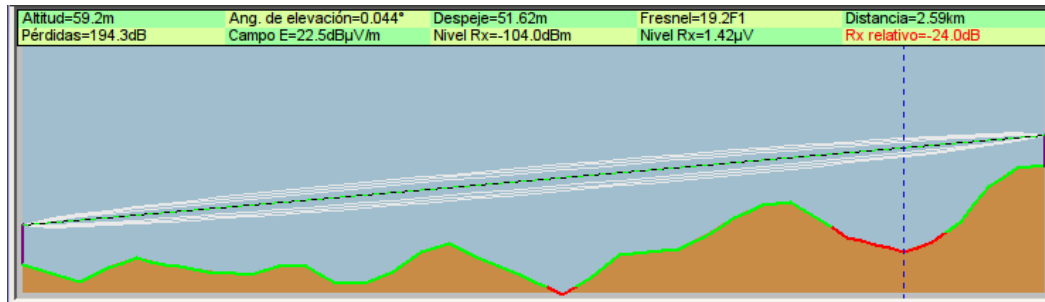 Altitud=59.2m Ang. de elevación=0.044° Despeje=51.62m Fresnel=19.2F1 Distancia=2.59km
Pérdidas=194.3dB Campo E=22.5dBµV/m Nivel Rx=-104.0dBm Nivel Rx=1.42µV Rx relativo=-24.0dB